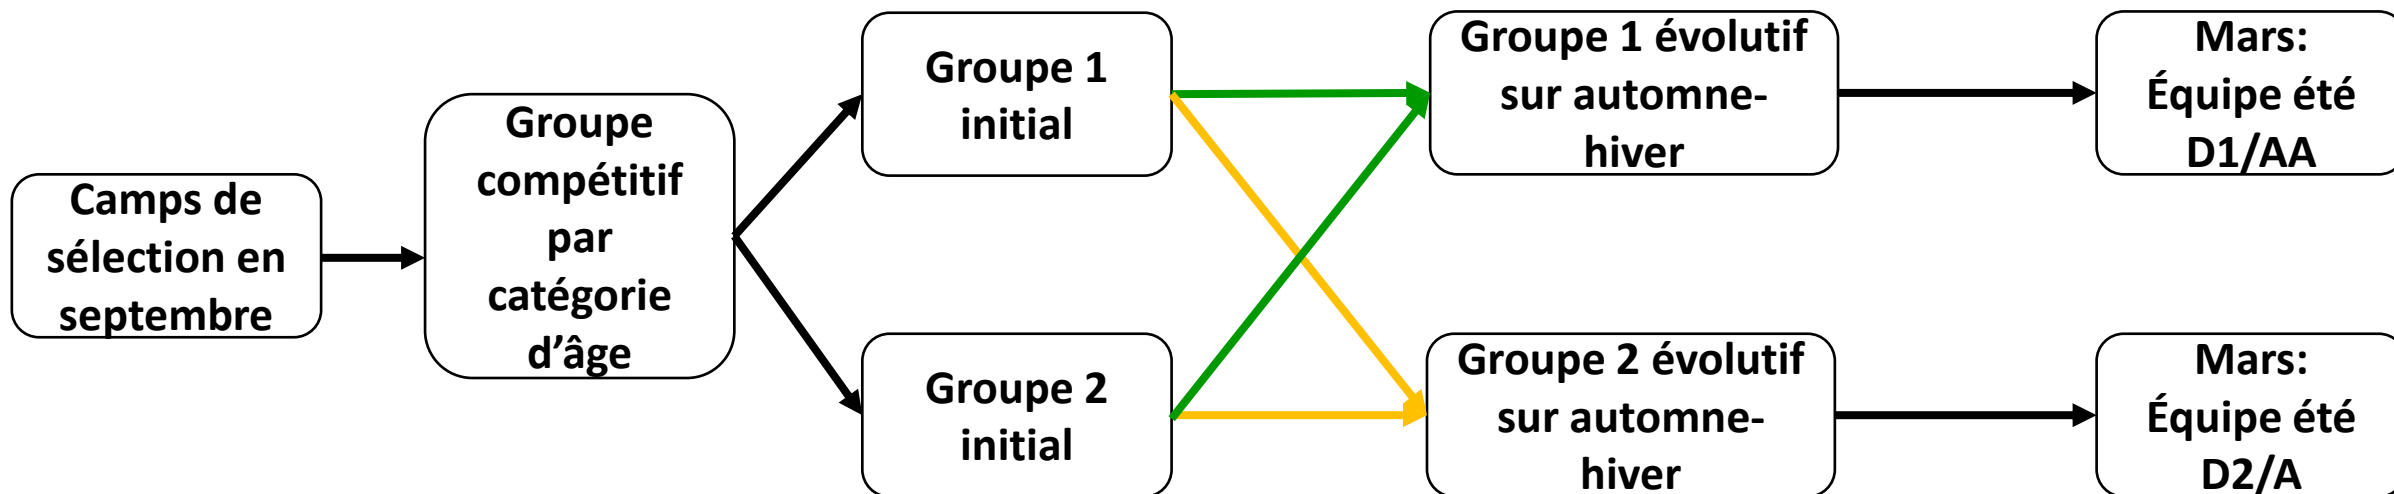 Camps de
sélection en
septembre
Groupe
compétitif
par
catégorie
d’âge
Groupe 1
initial
Groupe 2
initial
Groupe 1 évolutif
sur automne-
hiver
Groupe 2 évolutif
sur automne-
hiver
Mars:
Équipe été
D1/AA
Mars:
Équipe été
D2/A